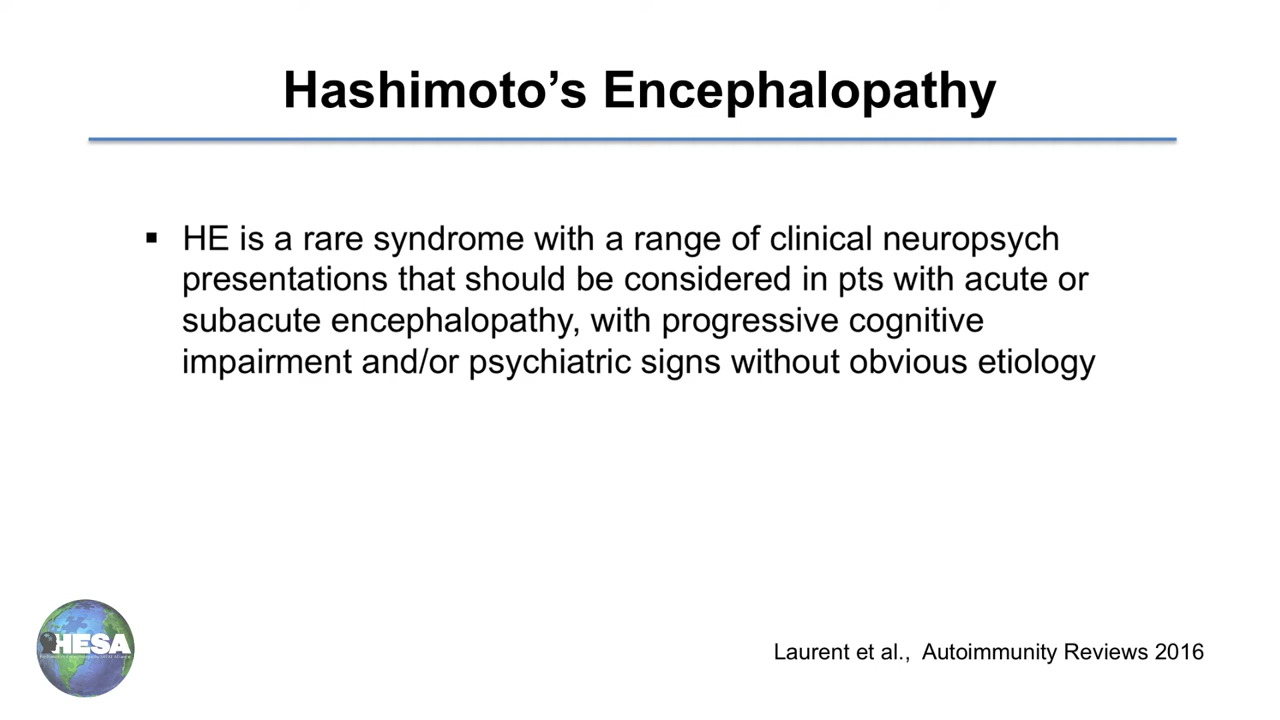 Hashimoto’s Encephalopathy
▪ HE is a rare syndrome with a range of clinical neuropsych
presentations that should be considered in pts with acute or
subacute encephalopathy, with progressive cognitive
impairment and/or psychiatric signs without obvious etiology
HESA
Laurent et al., Autoimmunity Reviews 2016